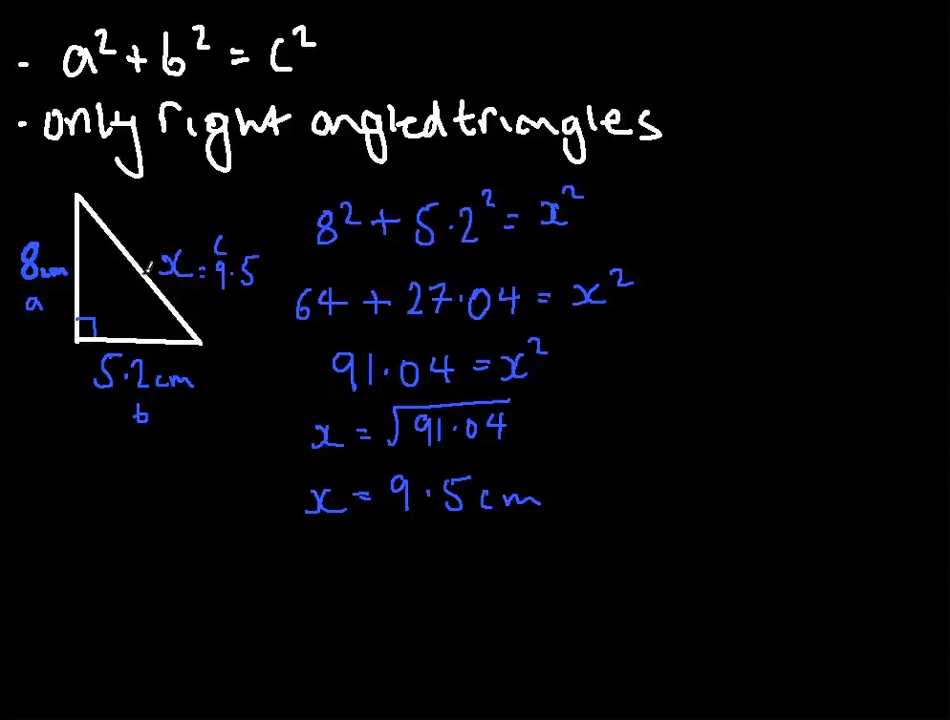 - a² + b² = c²
- only right angled triangles
8cm
a
c
x = 9.5
5.2cm
b
8² + 5.2² = x²
64 + 27.04 = x²
91.04 = x²
x = √91.04
x = 9.5cm